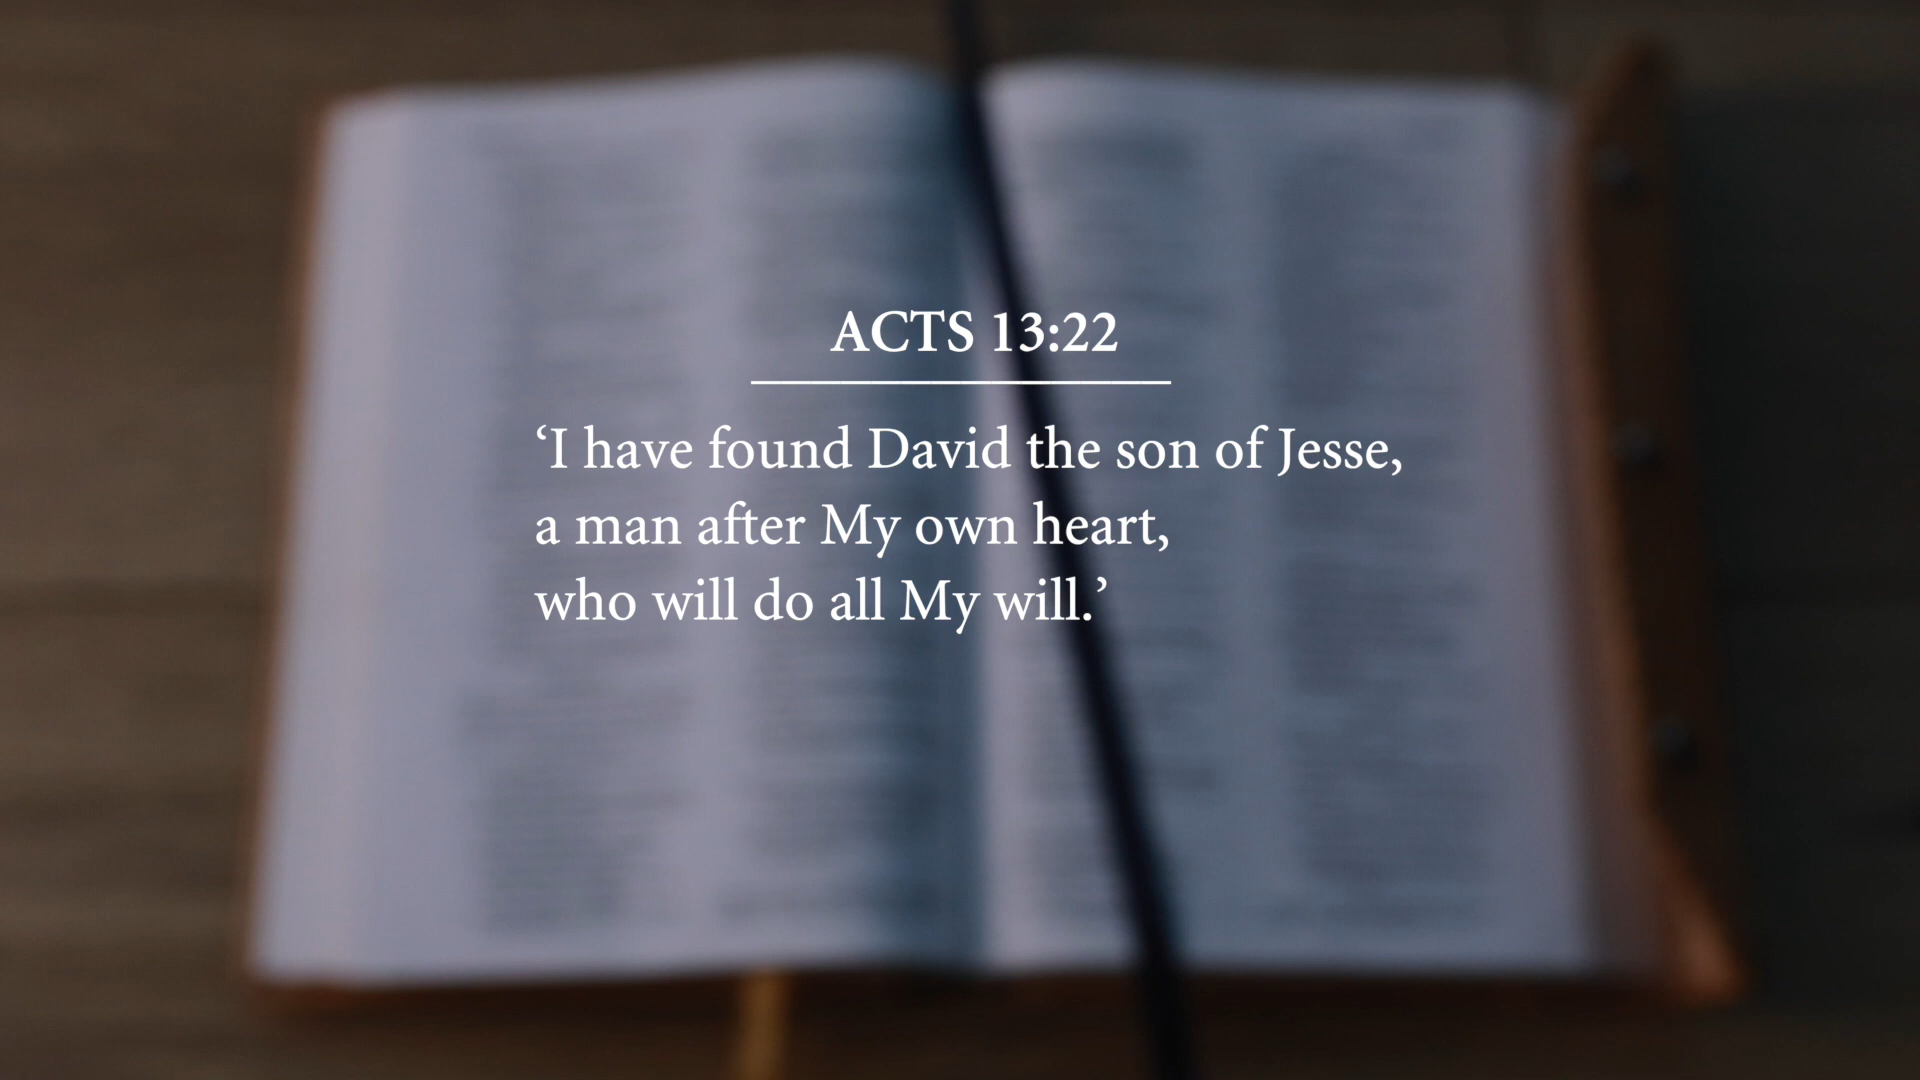 ACTS 13:22
‘I have found David the son of Jesse,
a man after My own heart,
who will do all My will.’